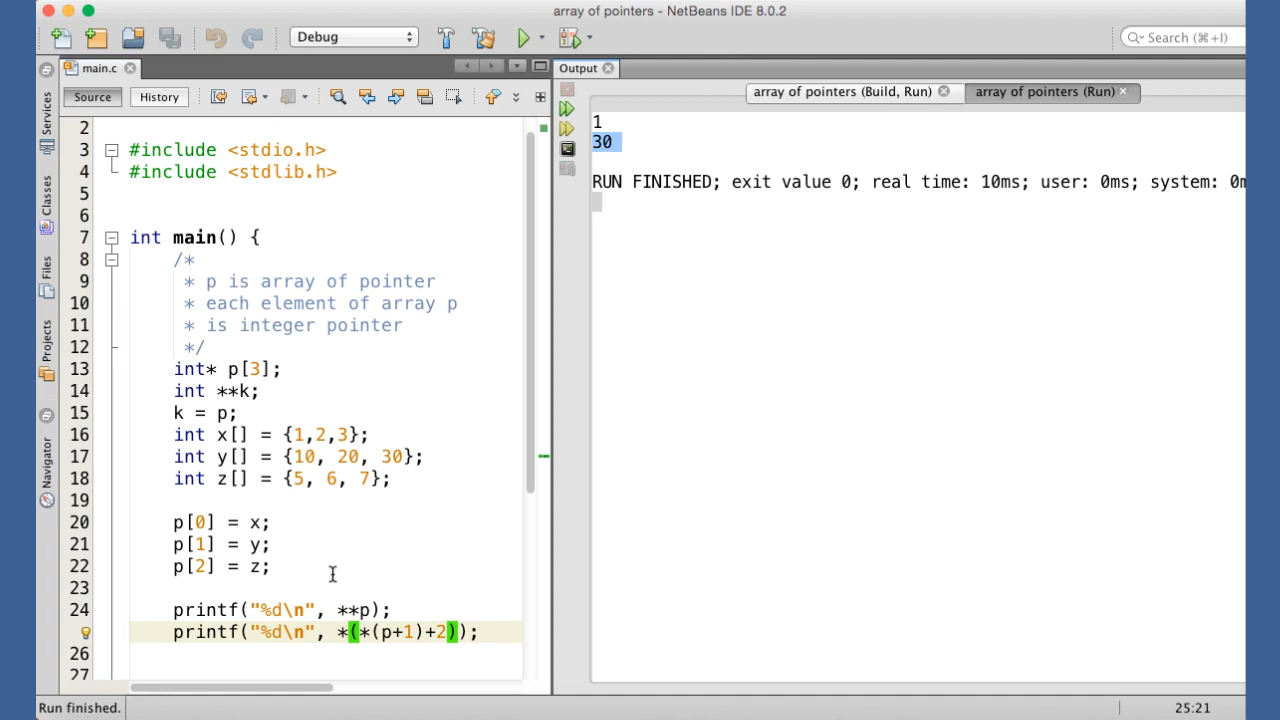 array of pointers - NetBeans IDE 8.0.2
Debug
Search (⌘+I)
main.c
Output
Source
History
array of pointers (Build, Run)
array of pointers (Run)
Services
Classes
Files
Projects
Navigator
2
3 #include <stdio.h>
4 #include <stdlib.h>
5
6
7 int main() {
8 /*
9 * p is array of pointer
10 * each element of array p
11 * is integer pointer
12 */
13 int* p[3];
14 int **k;
15 k = p;
16 int x[] = {1,2,3};
17 int y[] = {10, 20, 30};
18 int z[] = {5, 6, 7};
19
20 p[0] = x;
21 p[1] = y;
22 p[2] = z;
23
24 printf("%d\n", **p);
printf("%d\n", *(*(p+1)+2));
26
27
1
30
RUN FINISHED; exit value 0; real time: 10ms; user: 0ms; system: 0m
Run finished.
25:21